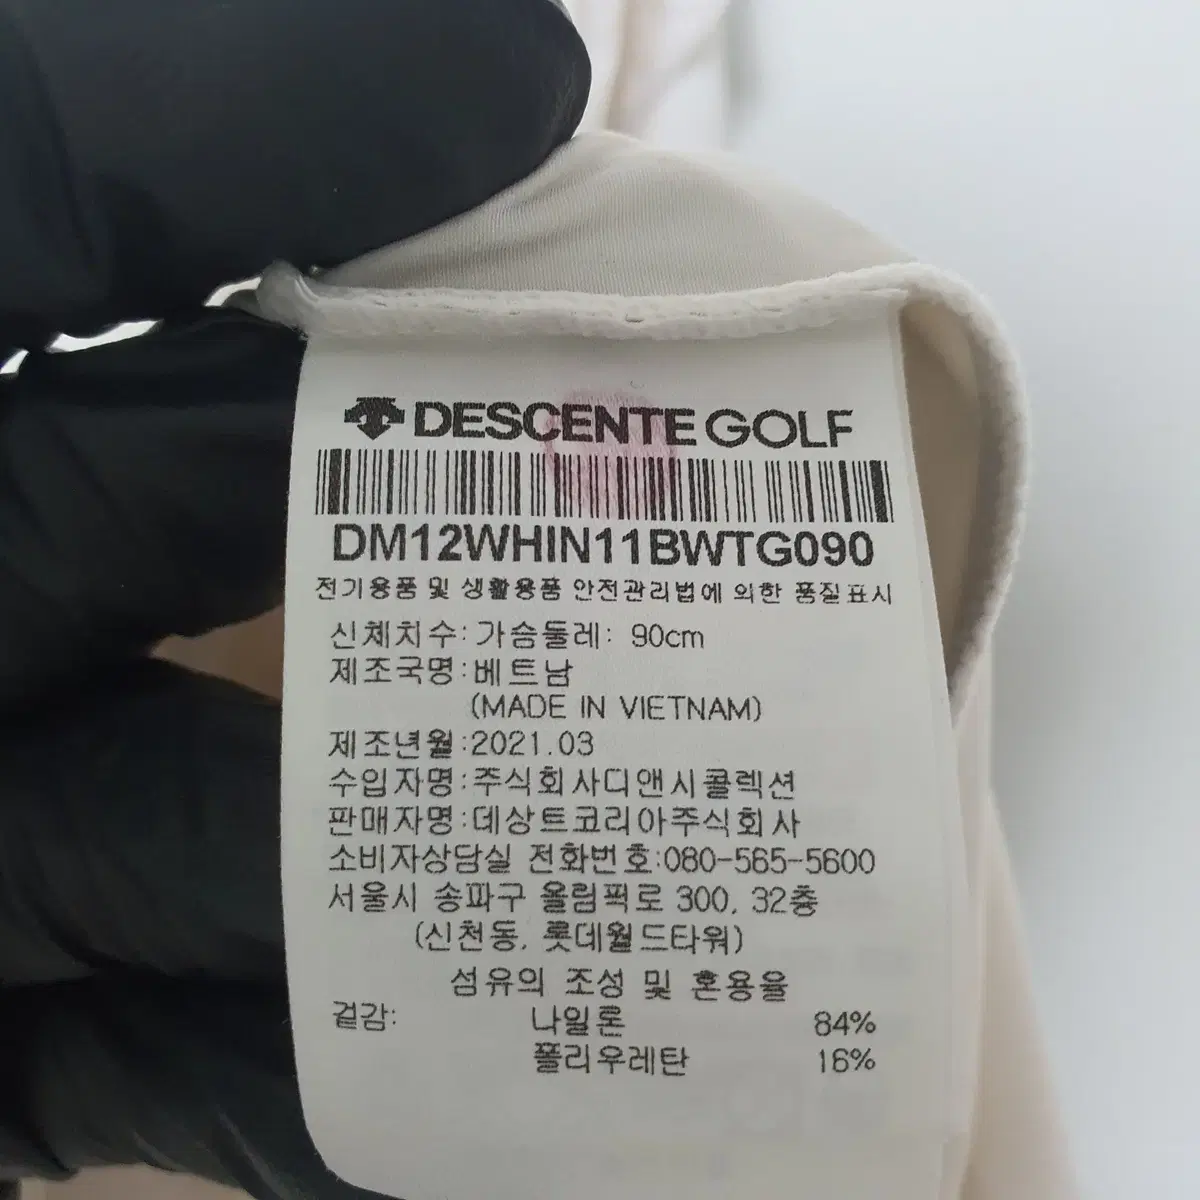 DESCENTE GOLF
DM12WHIN11BWTG090
전기용품 및 생활용품 안전관리법에 의한 품질표시
신체치수:가슴둘레: 90cm
제조국명:베트남
(MADE IN VIETNAM)
제조년월:2021.03
수입자명:주식회사디앤시콜렉션
판매자명:데상트코리아주식회사
소비자상담실 전화번호:080-565-5600
서울시 송파구 올림픽로 300, 32층
(신천동, 롯데월드타워)
섬유의 조성 및 혼용율
겉감: 나일론 84%
폴리우레탄 16%